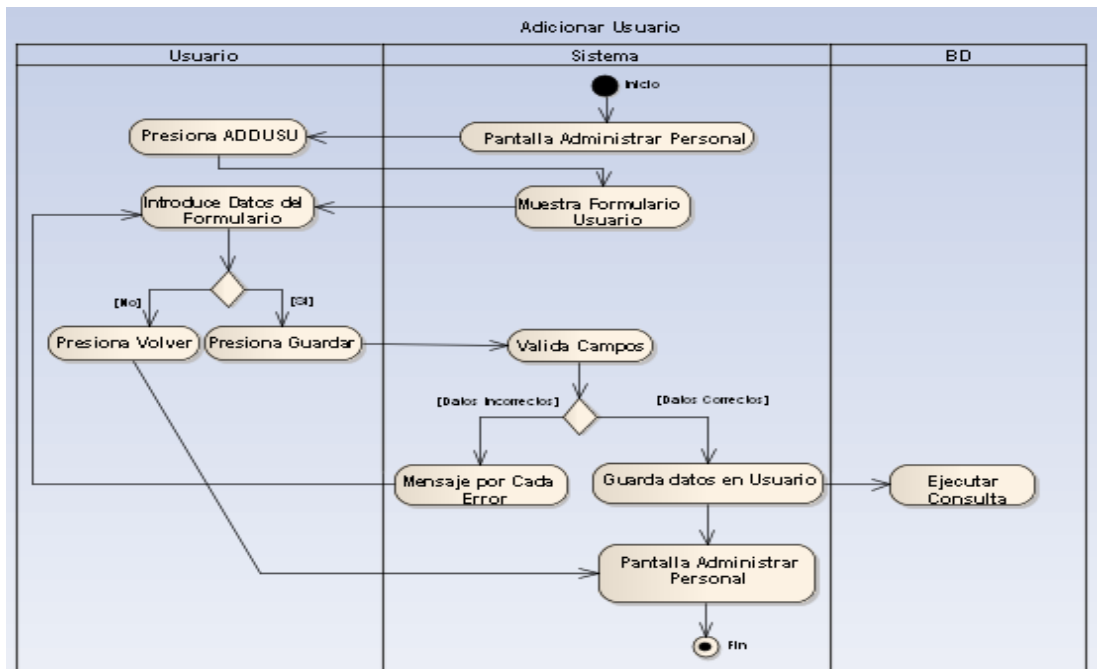 Adicionar Usuario
Usuario
Sistema
BD
Inicio
Presiona ADDUSU
Pantalla Administrar Personal
Introduce Datos del
Formulario
Muestra Formulario
Usuario
[No]
[Si]
Presiona Volver
Presiona Guardar
Valida Campos
[Datos Incorrectos]
[Datos Correctos]
Mensaje por Cada
Error
Guarda datos en Usuario
Ejecutar
Consulta
Pantalla Administrar
Personal
Fin